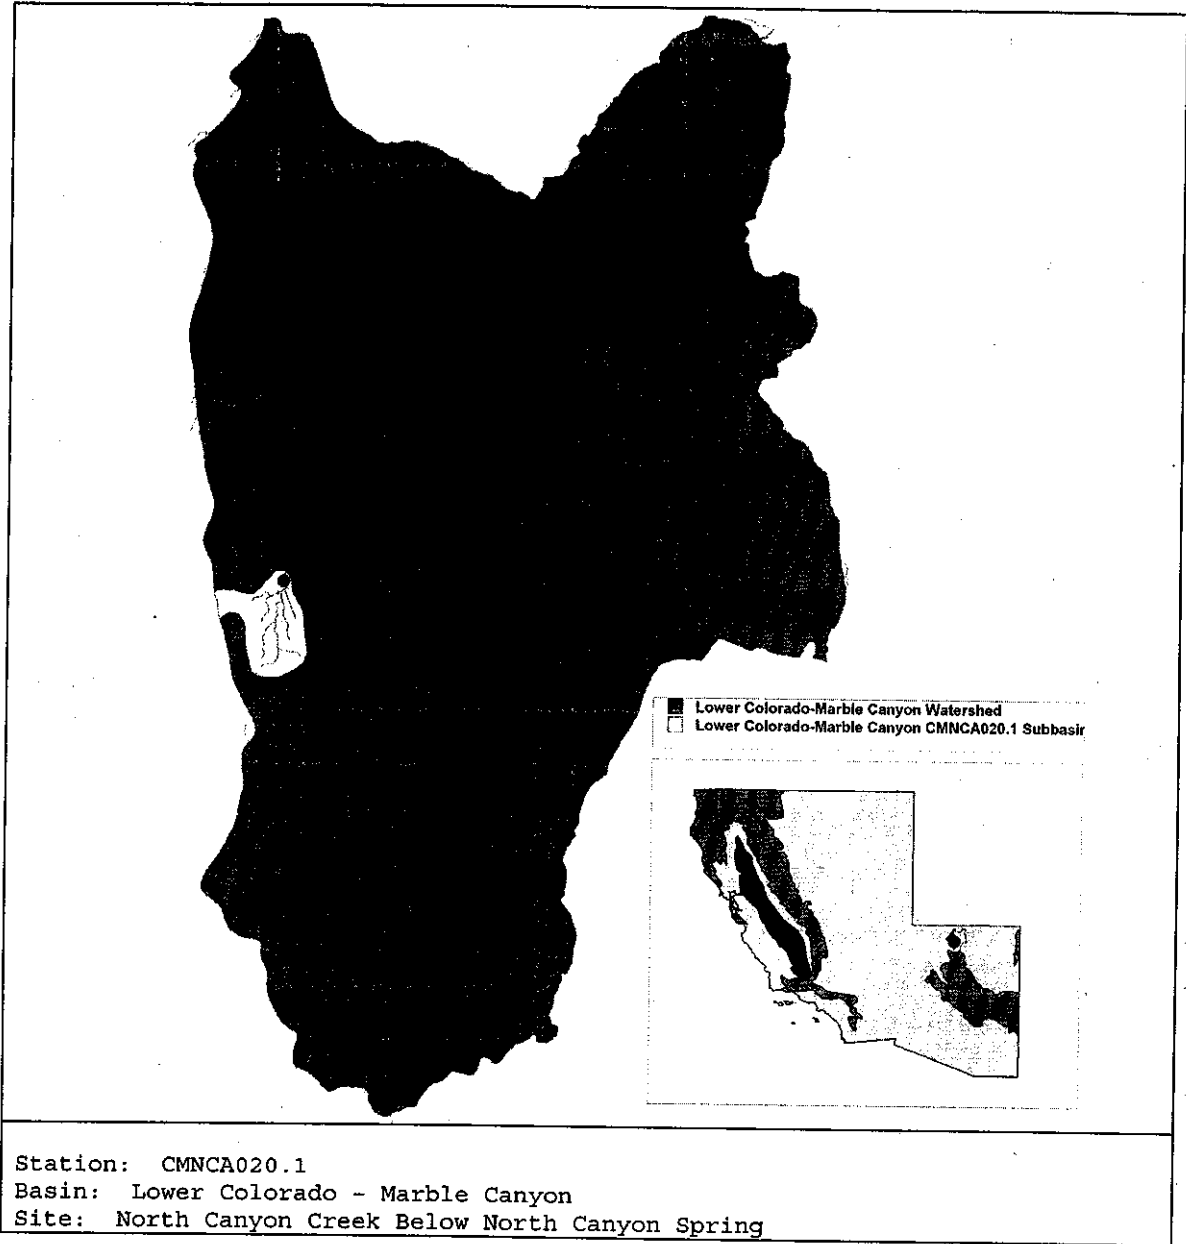 Lower Colorado-Marble Canyon Watershed
Lower Colorado-Marble Canyon CMNCA020.1 Subbasin
Station: CMNCA020.1
Basin: Lower Colorado - Marble Canyon
Site: North Canyon Creek Below North Canyon Spring